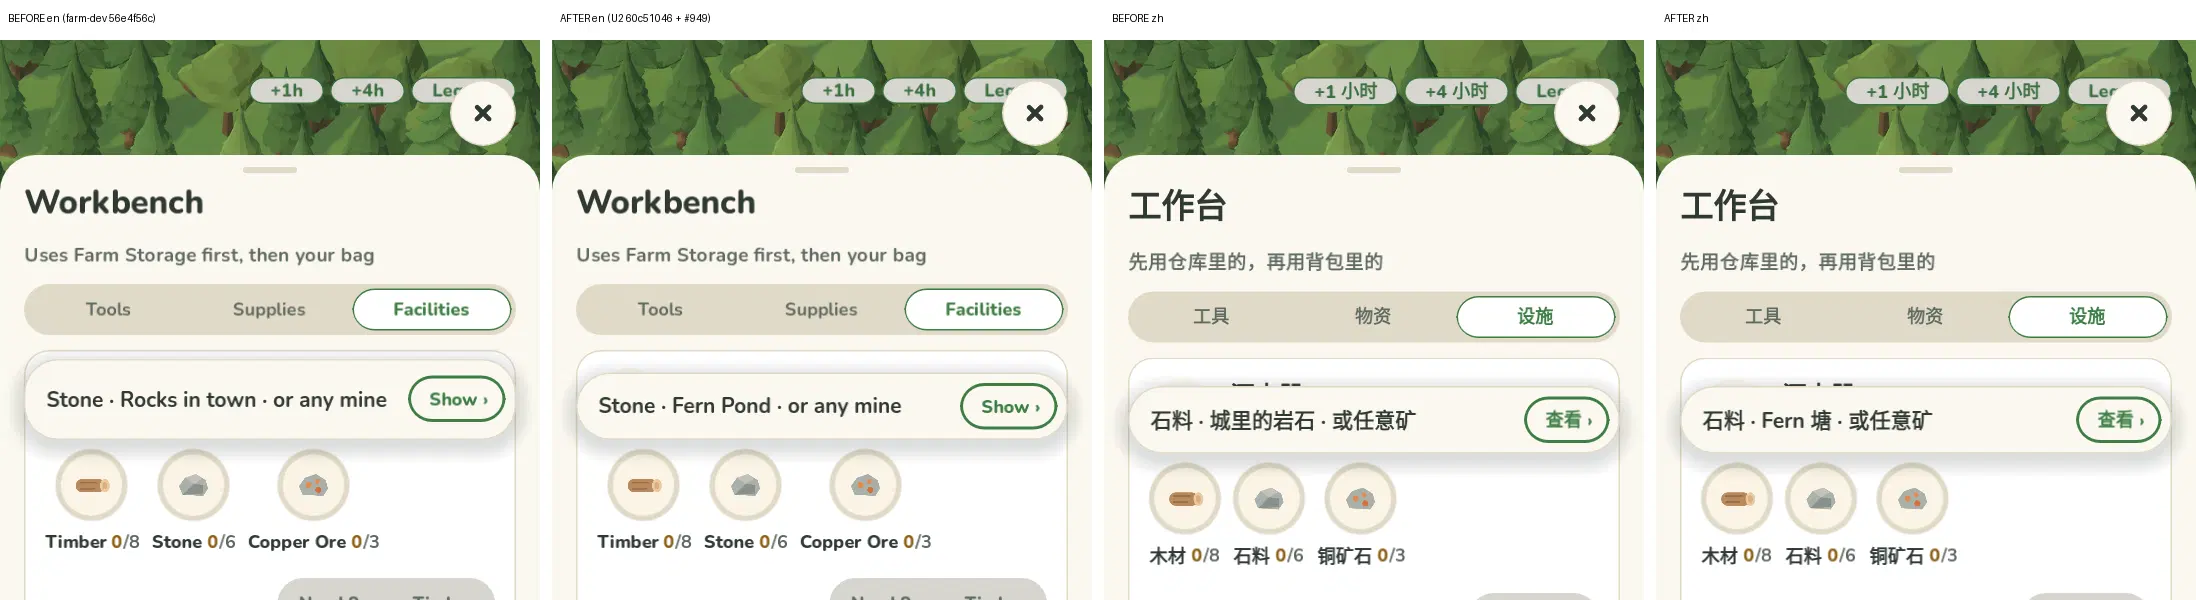 BEFORE en (farm-dev 56e4f56c)
+1h +4h
Workbench
Uses Farm Storage first, then your bag
Tools Supplies Facilities
Stone · Rocks in town · or any mine Show ›
Timber 0/8 Stone 0/6 Copper Ore 0/3
AFTER en (U2 60c51046 + #949)
+1h +4h
Workbench
Uses Farm Storage first, then your bag
Tools Supplies Facilities
Stone · Fern Pond · or any mine Show ›
Timber 0/8 Stone 0/6 Copper Ore 0/3
BEFORE zh
+1 小时 +4 小时
工作台
先用仓库里的，再用背包里的
工具 物资 设施
石料 · 城里的岩石 · 或任意矿 查看 ›
木材 0/8 石料 0/6 铜矿石 0/3
AFTER zh
+1 小时 +4 小时
工作台
先用仓库里的，再用背包里的
工具 物资 设施
石料 · Fern 塘 · 或任意矿 查看 ›
木材 0/8 石料 0/6 铜矿石 0/3